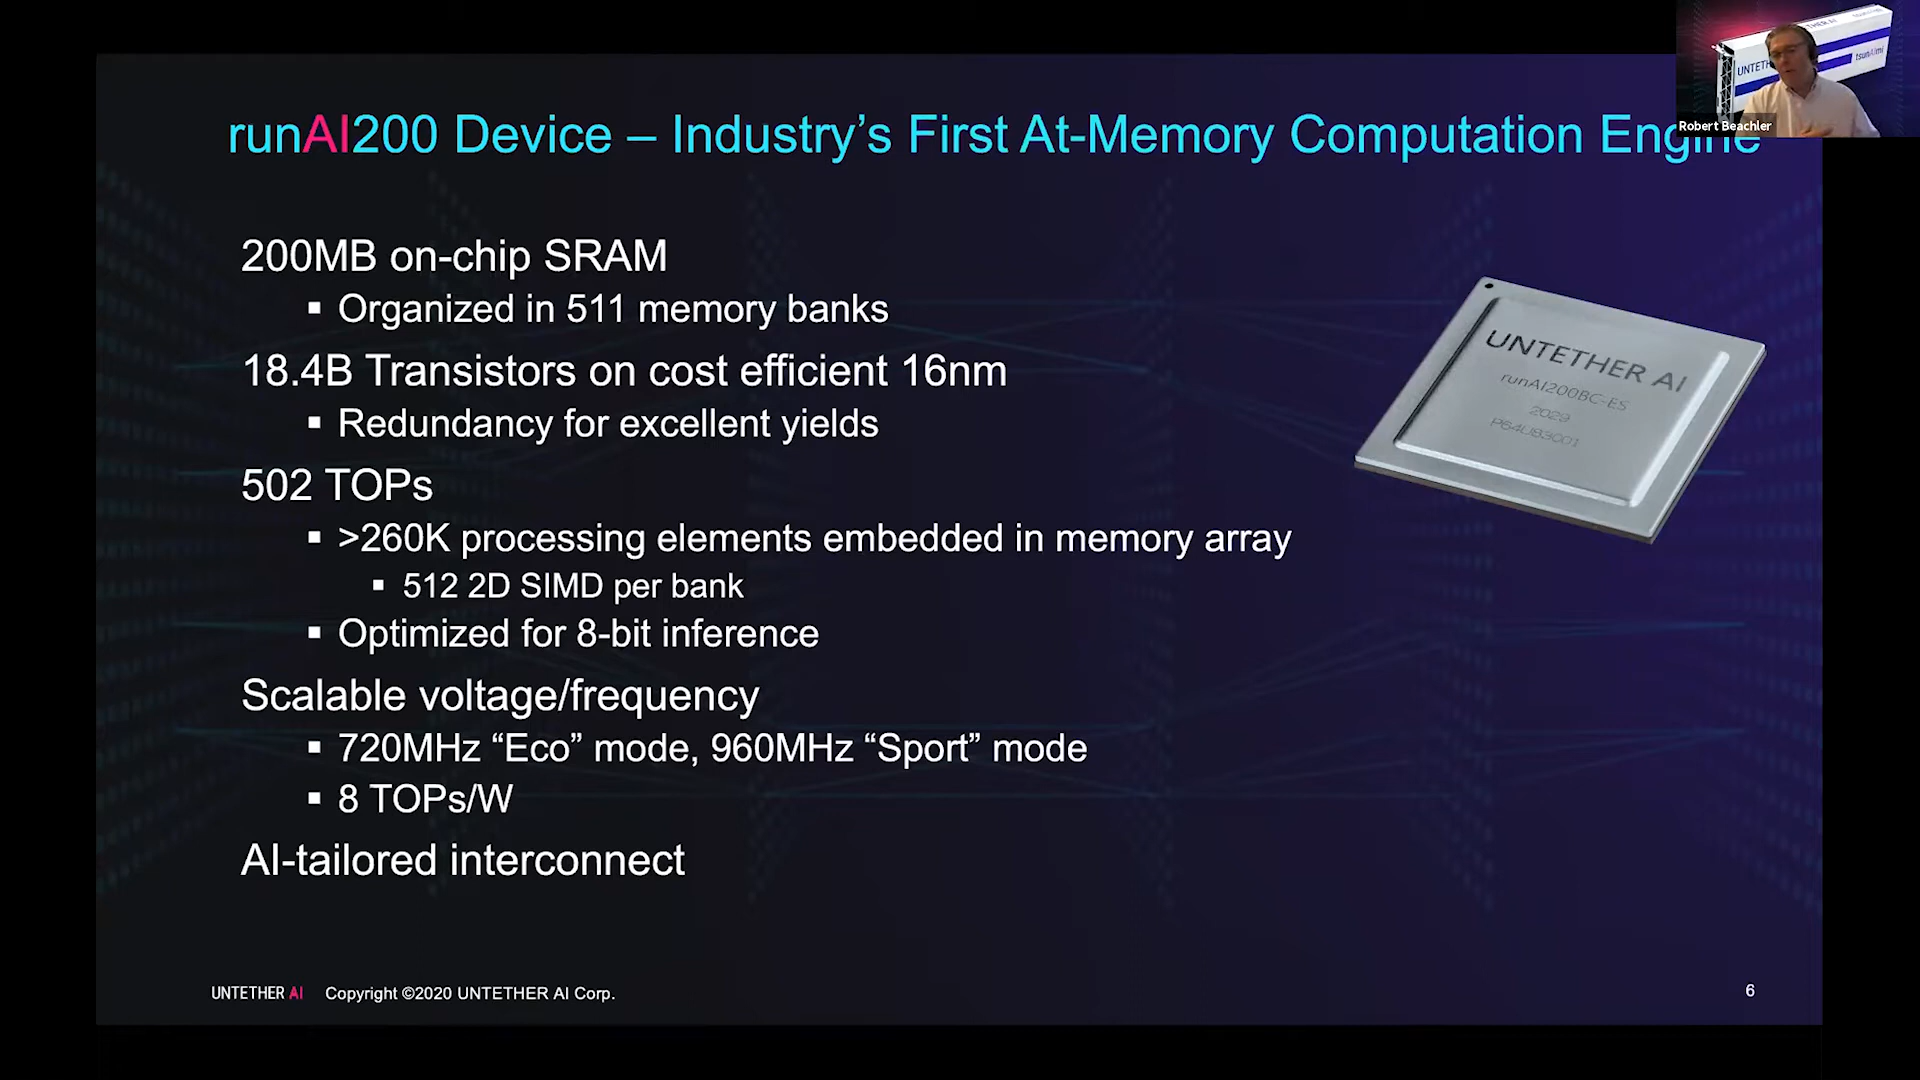 runAI200 Device – Industry’s First At-Memory Computation Engine
200MB on-chip SRAM
▪ Organized in 511 memory banks
18.4B Transistors on cost efficient 16nm
▪ Redundancy for excellent yields
502 TOPs
▪ >260K processing elements embedded in memory array
▪ 512 2D SIMD per bank
▪ Optimized for 8-bit inference
Scalable voltage/frequency
▪ 720MHz “Eco” mode, 960MHz “Sport” mode
▪ 8 TOPs/W
AI-tailored interconnect
UNTETHER AI
runAI200BC-ES
2029
P64U83001
UNTETHER AI Copyright ©2020 UNTETHER AI Corp.
6
tsunAImi
Robert Beachler